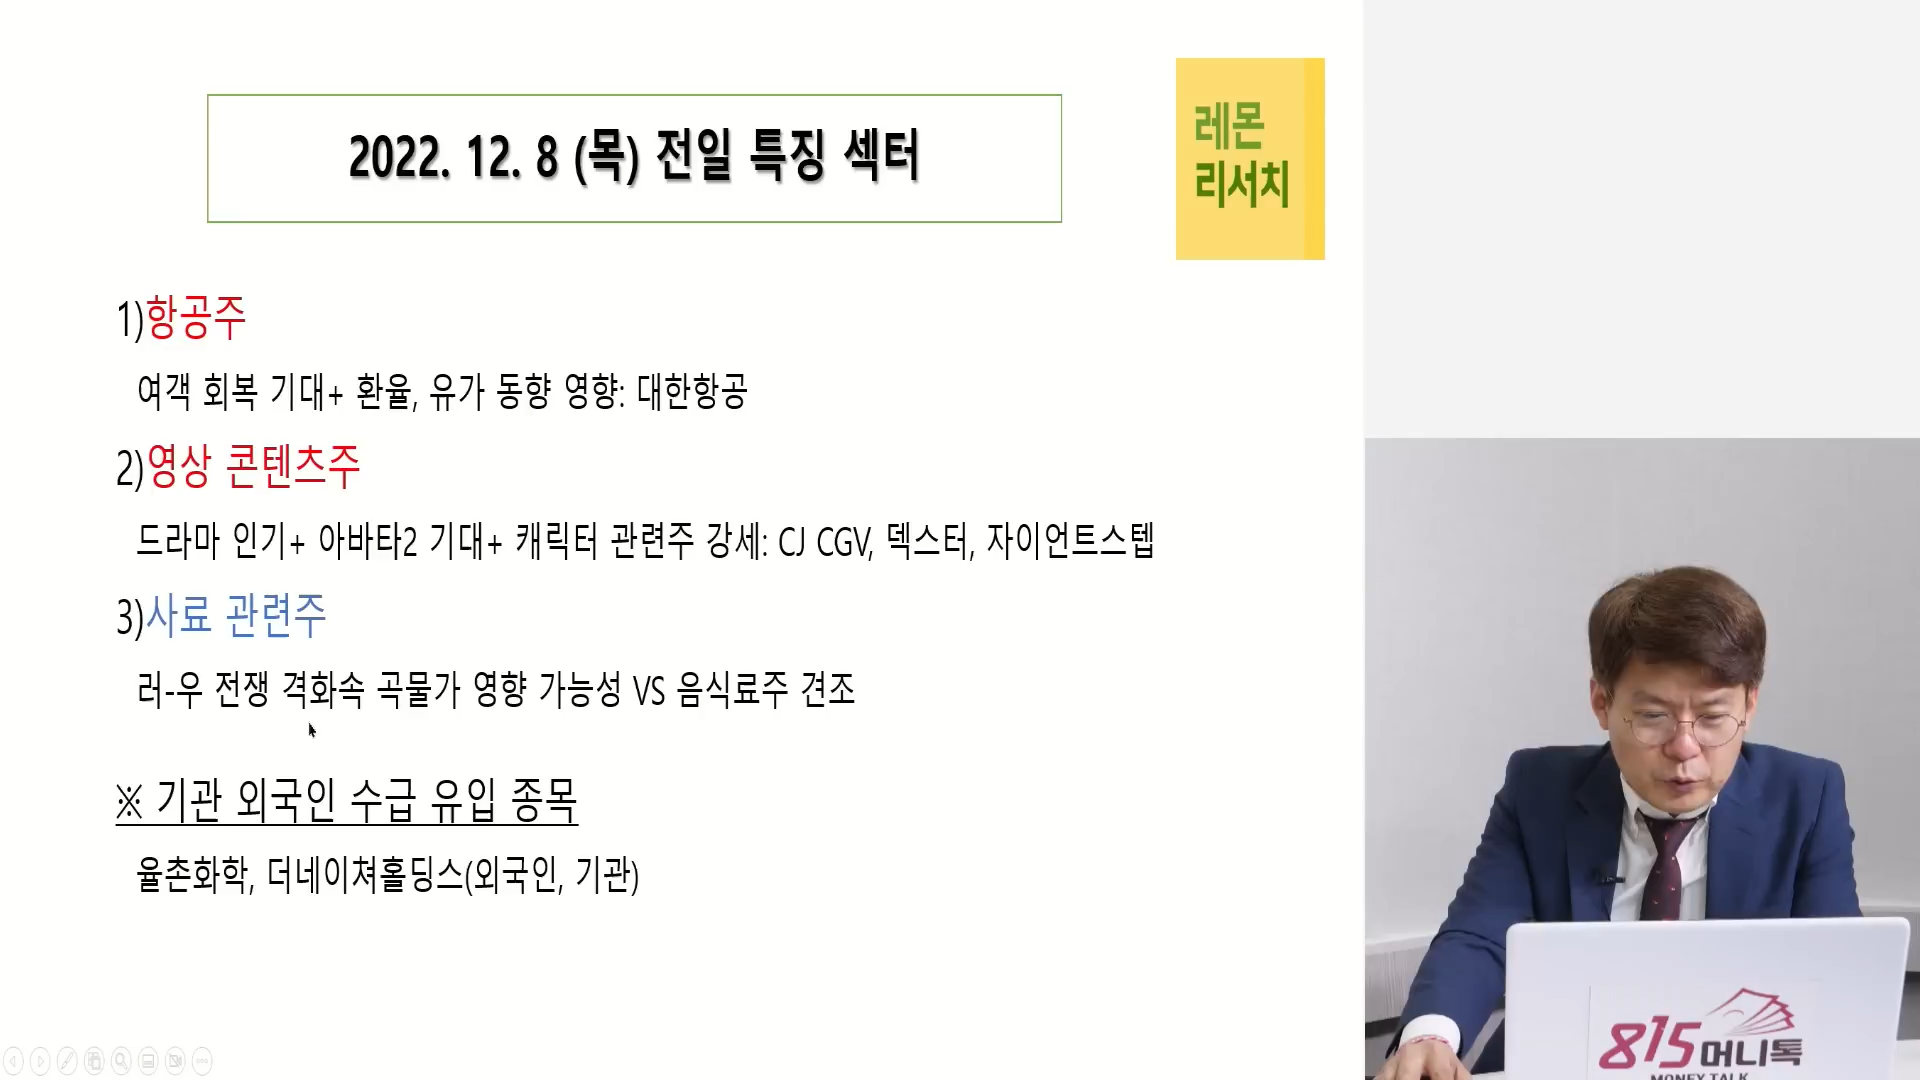 2022. 12. 8 (목) 전일 특징 섹터
레몬
리서치
1)항공주
여객 회복 기대+ 환율, 유가 동향 영향: 대한항공
2)영상 콘텐츠주
드라마 인기+ 아바타2 기대+ 캐릭터 관련주 강세: CJ CGV, 덱스터, 자이언트스텝
3)사료 관련주
러-우 전쟁 격화속 곡물가 영향 가능성 VS 음식료주 견조
※ 기관 외국인 수급 유입 종목
율촌화학, 더네이쳐홀딩스(외국인, 기관)
815머니톡
MONEY TALK